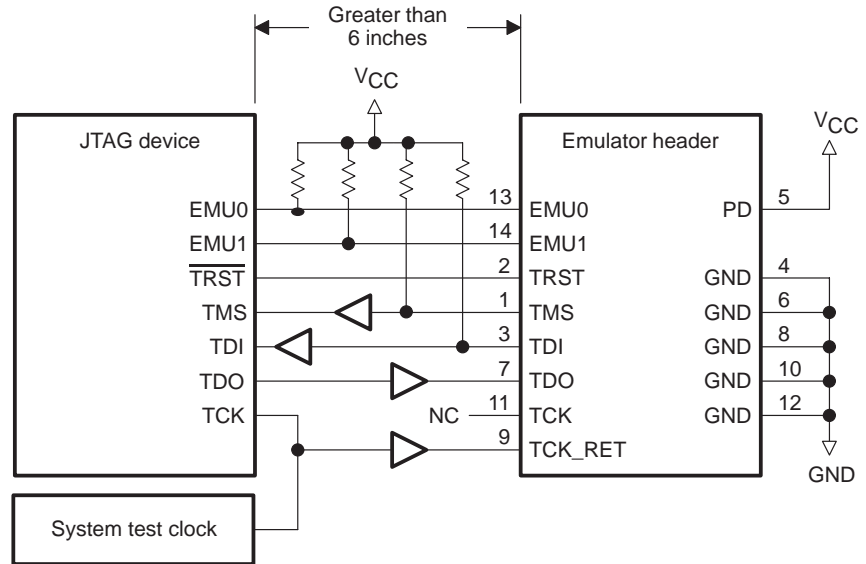 Greater than
6 inches
VCC
JTAG device
Emulator header
VCC
EMU0 13 EMU0 PD 5
EMU1 14 EMU1
TRST 2 TRST GND 4
TMS 1 TMS GND 6
TDI 3 TDI GND 8
TDO 7 TDO GND 10
TCK NC 11 TCK GND 12
9 TCK_RET
GND
System test clock